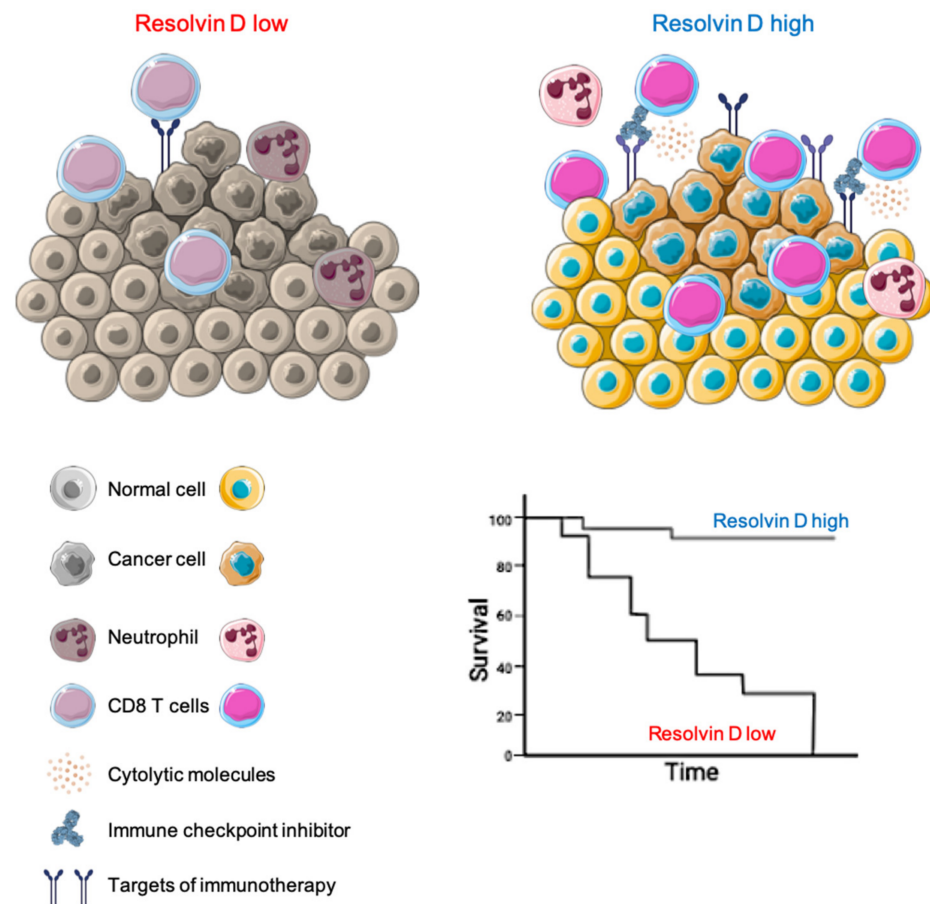 Resolvin D low
Resolvin D high
Normal cell
Cancer cell
Neutrophil
CD8 T cells
Cytolytic molecules
Immune checkpoint inhibitor
Targets of immunotherapy
Survival
100
80
60
40
20
0
Resolvin D high
Resolvin D low
Time